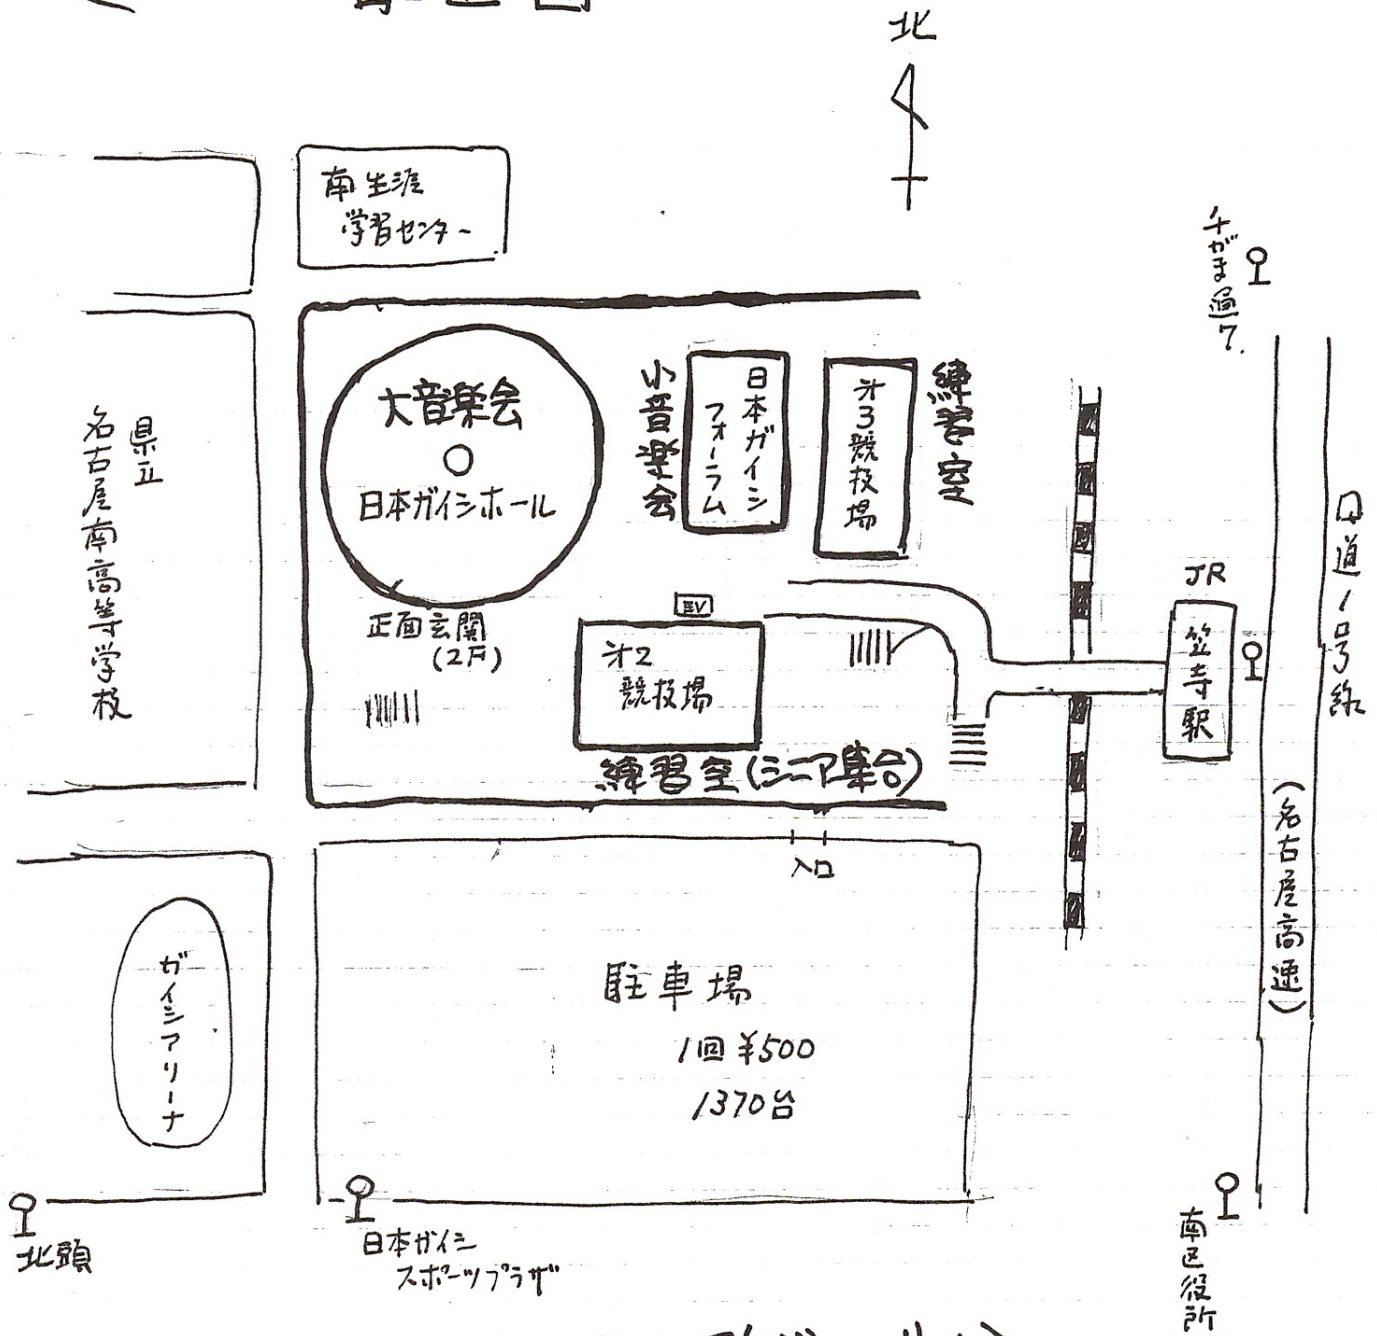 北
南生涯
学習センター
千がま通7.
大音楽会
日本ガイシホール
小音楽会
日本ガイシ
フォーラム
才3競技場
練習室
県立
名古屋南高等学校
正面玄関
(2F)
EV
才2
競技場
練習室(シニア集合)
JR
笠寺駅
口道1号線
(名古屋高速)
入口
駐車場
1回¥500
1370台
ガイシアリーナ
北頭
日本ガイシ
スポーツプラザ
南区役所